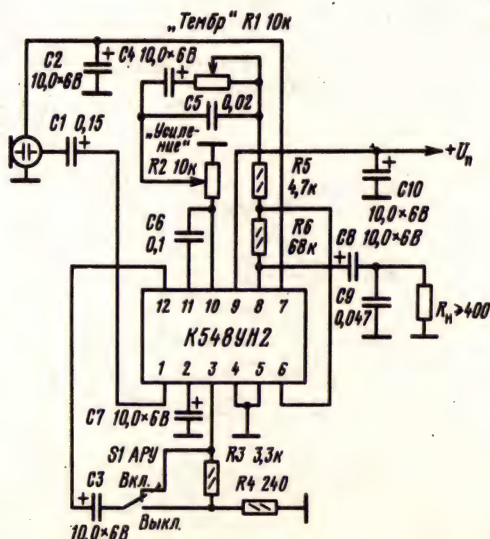 „Тембр“ R1 10к
C2
10,0×6В
C4 10,0×6В
+
C5 0,02
C1 0,15
+
„Усиле-
ние“
R2 10к
R5
4,7к
+Uп
+
C10
10,0×6В
R6
68к
C8
10,0×6В
+
C6
0,1
C9
0,047
Rн≥400
12 11 10 9 8 7
К548УН2
1 2 3 4 5 6
C7 10,0×6В
+
S1 АРУ
Вкл.
Выкл.
R3 3,3к
R4 240
C3
+
10,0×6В